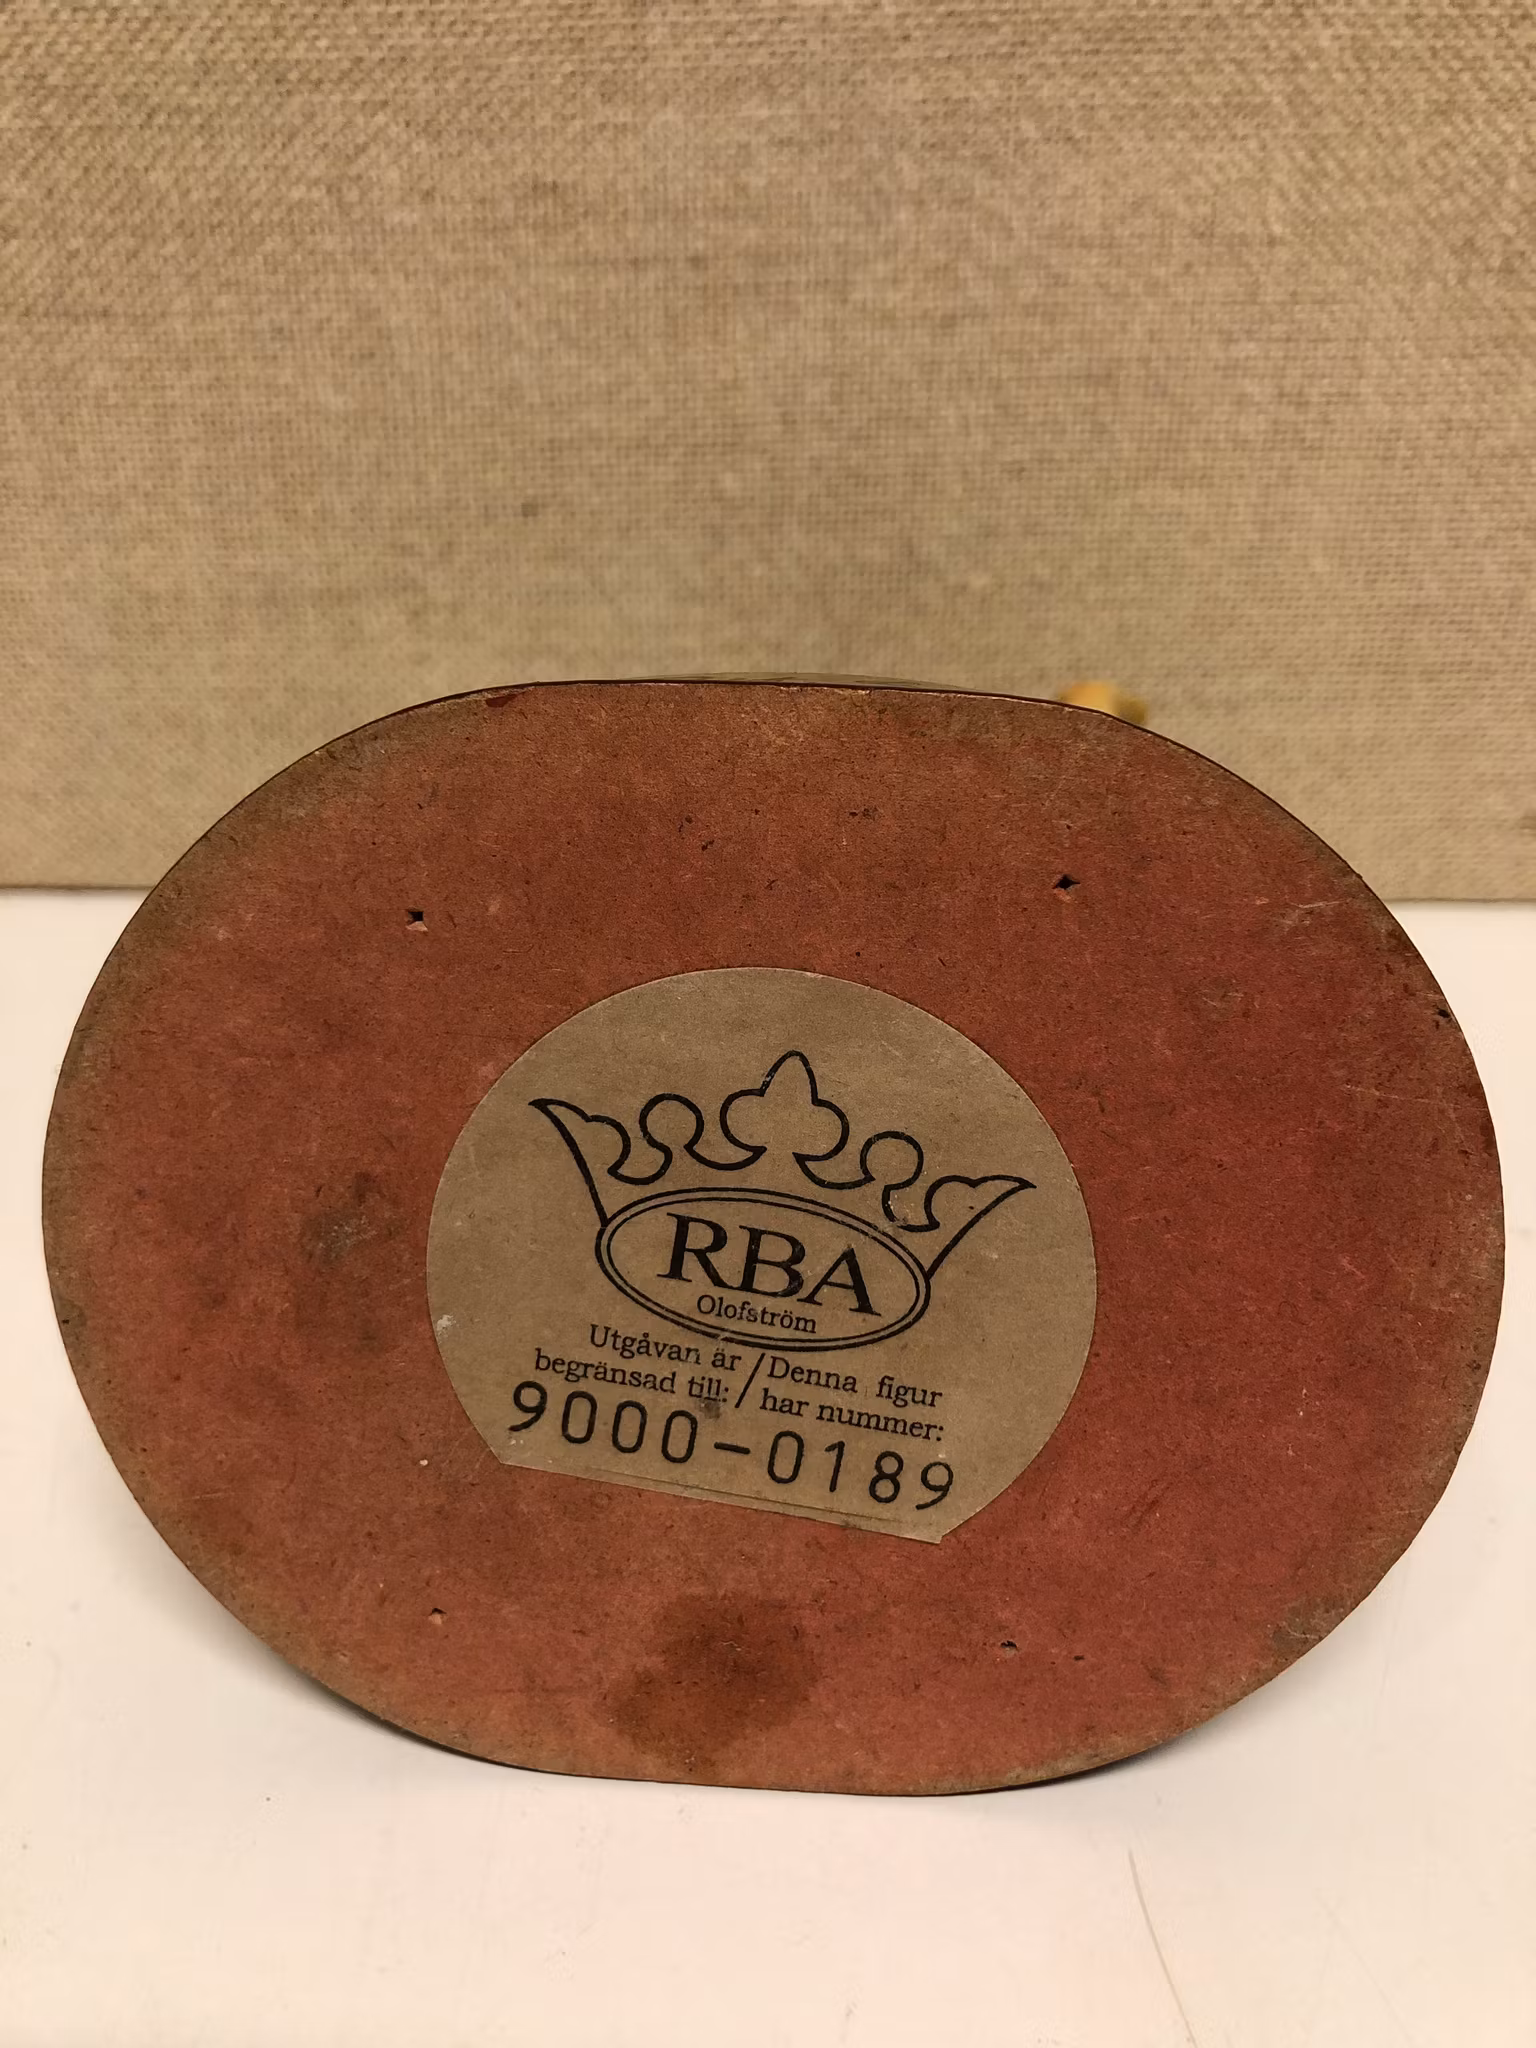 RBA
Olofström
Utgåvan är / Denna figur
begränsad till: / har nummer:
9000-0189